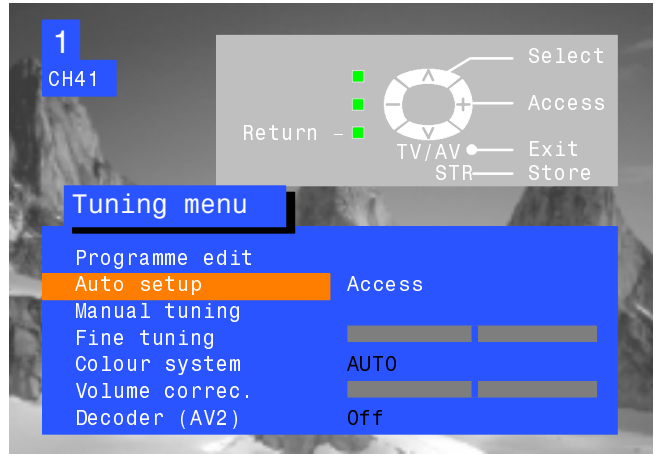 1
CH41
Select
Access
Return
TV/AV Exit
STR Store
Tuning menu
Programme edit
Auto setup Access
Manual tuning
Fine tuning
Colour system AUTO
Volume correc.
Decoder (AV2) Off